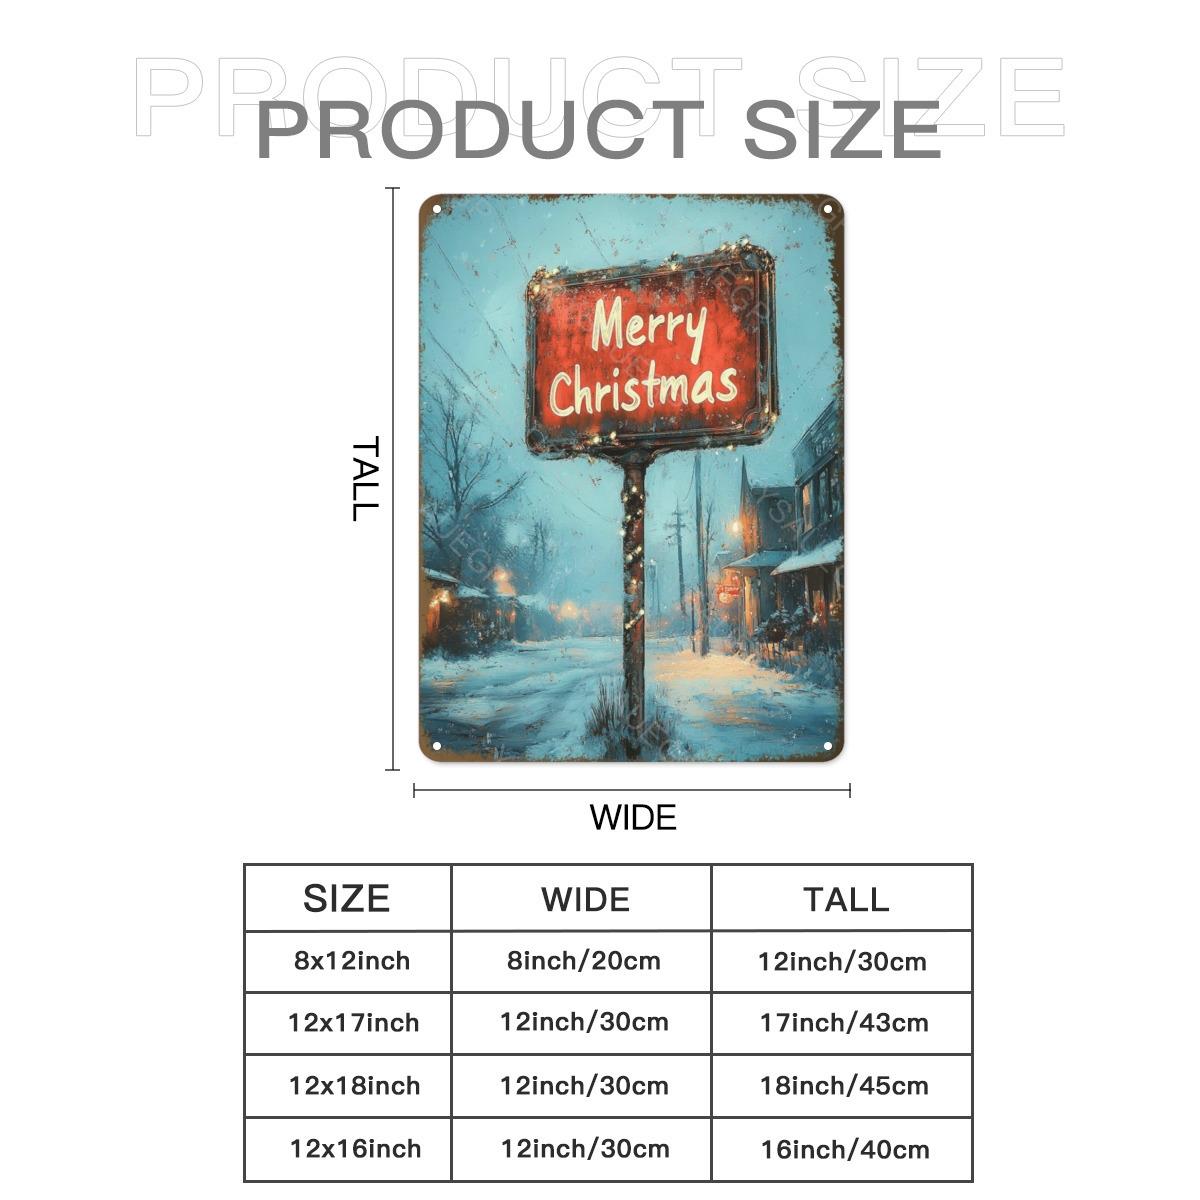 PRODUCT SIZE
PRODUCT SIZE
Merry
Christmas
TALL
WIDE
SIZE WIDE TALL
8x12inch 8inch/20cm 12inch/30cm
12x17inch 12inch/30cm 17inch/43cm
12x18inch 12inch/30cm 18inch/45cm
12x16inch 12inch/30cm 16inch/40cm